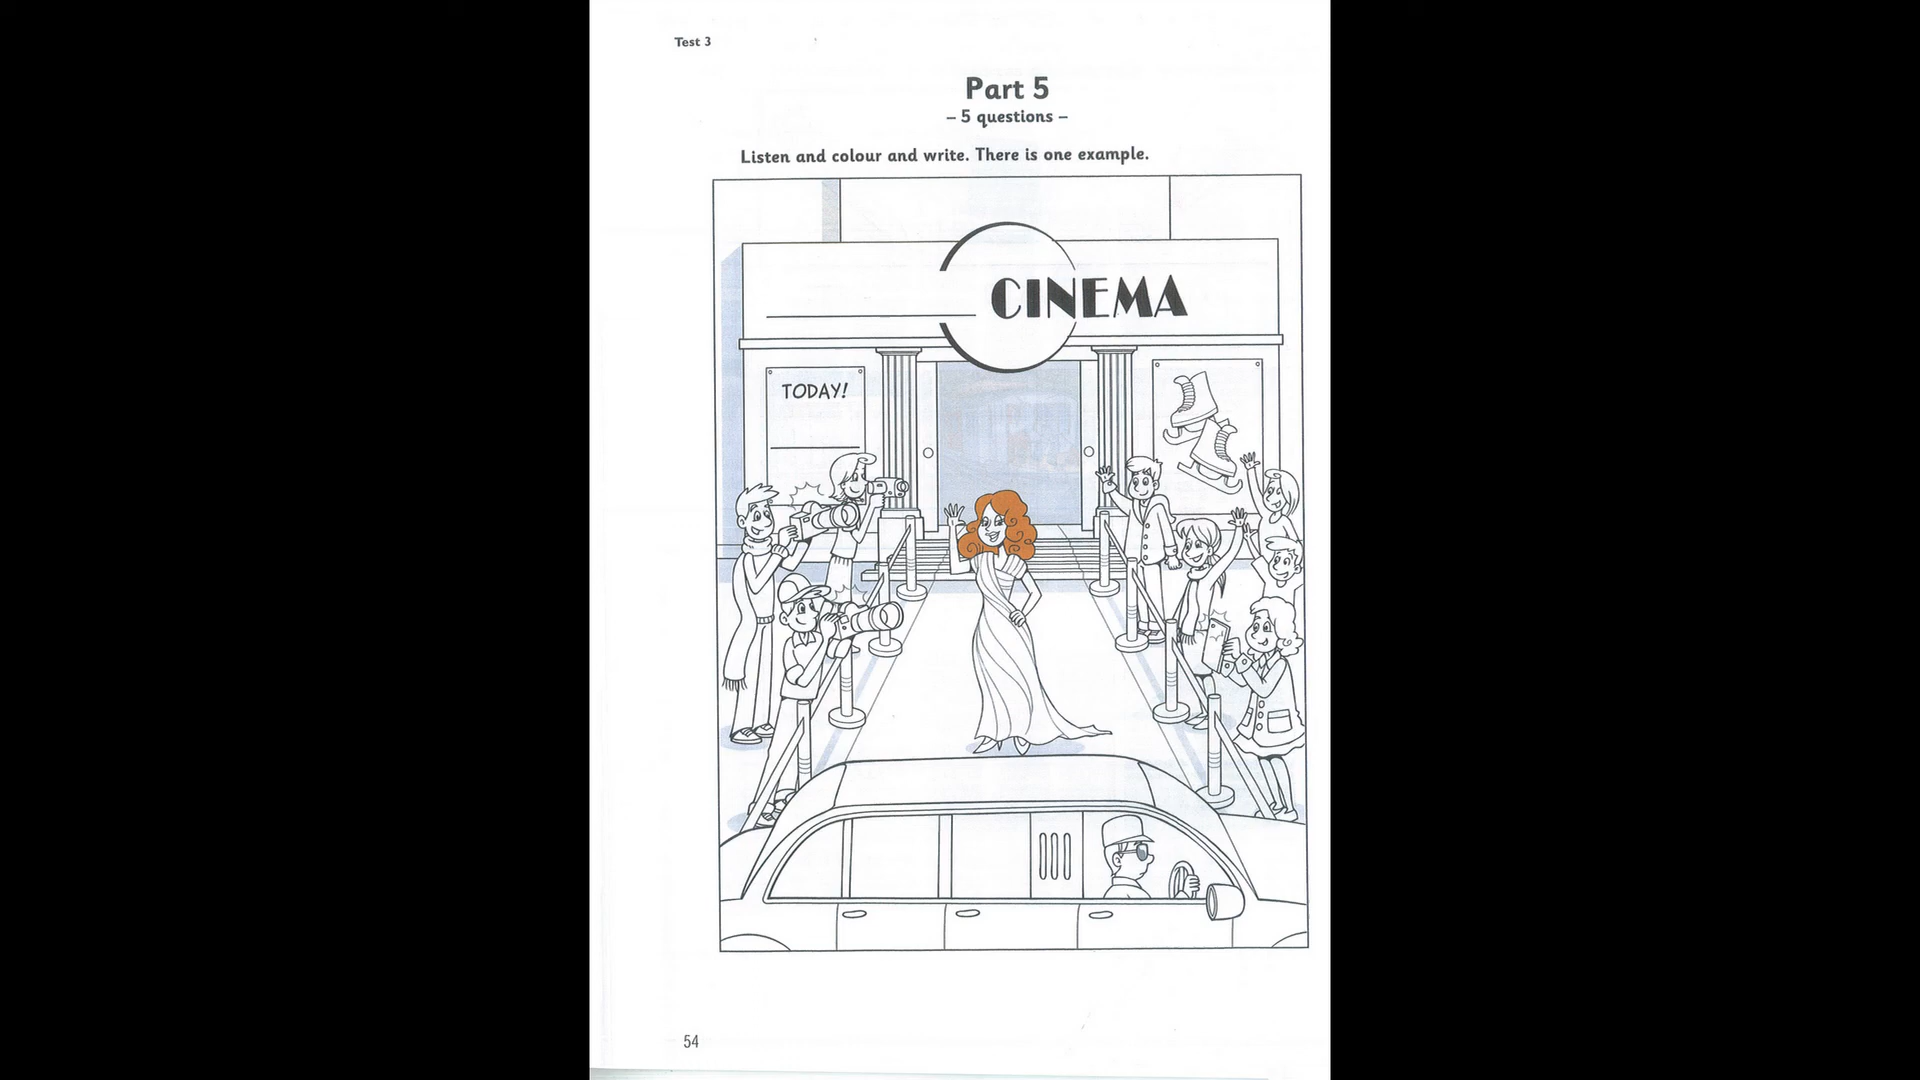 Test 3
Part 5
– 5 questions –
Listen and colour and write. There is one example.
CINEMA
TODAY!
54